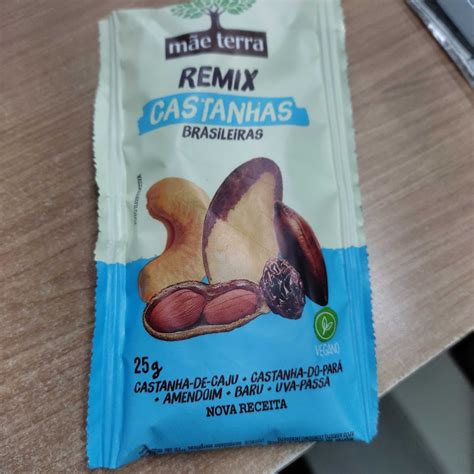 mãe terra
REMIX
CASTANHAS
BRASILEIRAS
VEGANO
25g
CASTANHA-DE-CAJU • CASTANHA-DO-PARÁ
• AMENDOIM • BARU • UVA-PASSA
NOVA RECEITA